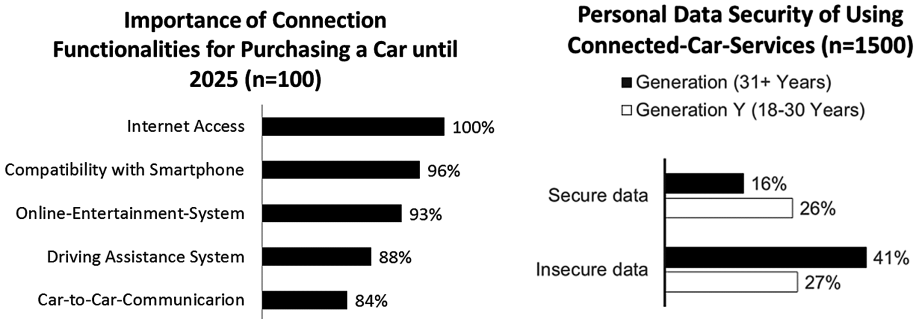 Importance of Connection
Functionalities for Purchasing a Car until
2025 (n=100)
Internet Access
100%
Compatibility with Smartphone
96%
Online-Entertainment-System
93%
Driving Assistance System
88%
Car-to-Car-Communicarion
84%
Personal Data Security of Using
Connected-Car-Services (n=1500)
Generation (31+ Years)
Generation Y (18-30 Years)
Secure data
16%
26%
Insecure data
41%
27%